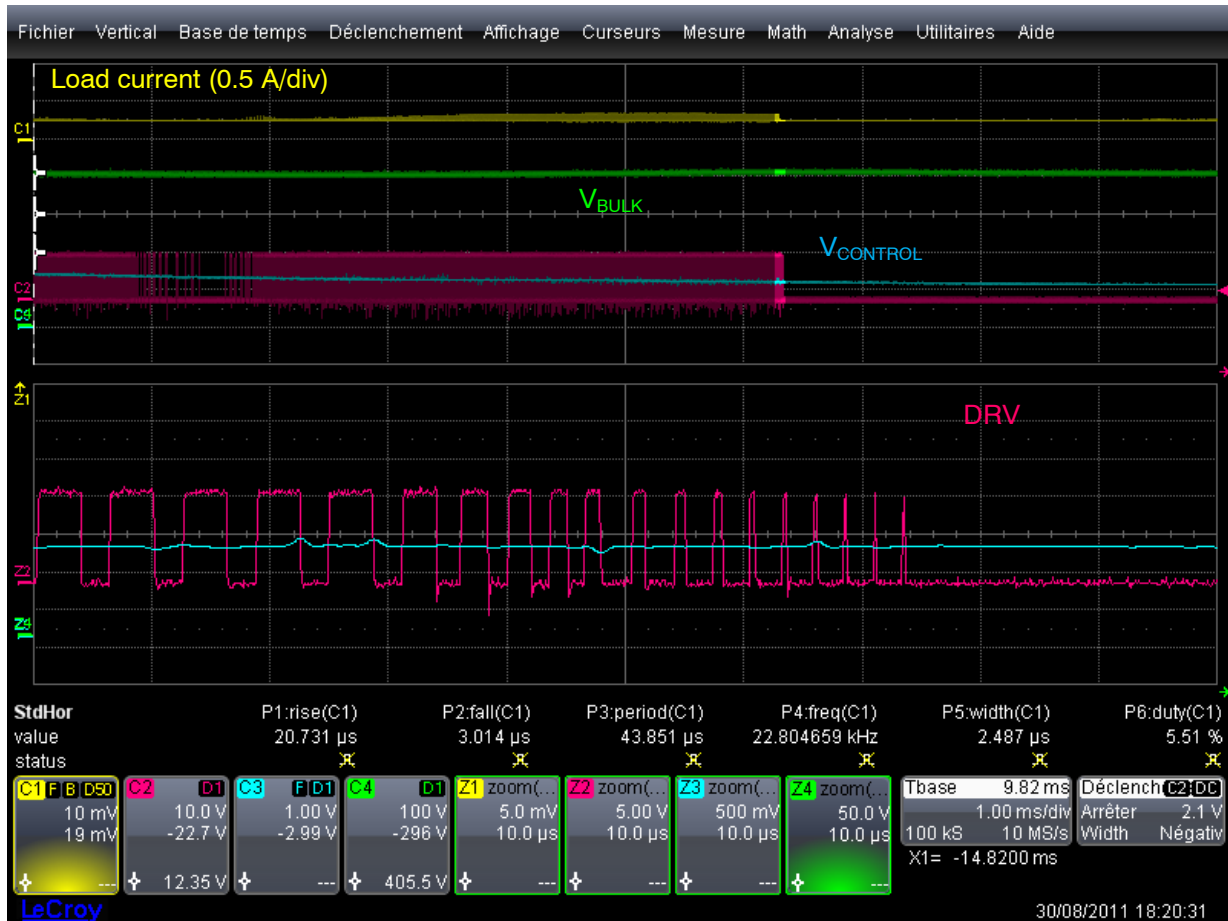 Fichier Vertical Base de temps Déclenchement Affichage Curseurs Mesure Math Analyse Utilitaires Aide
Load current (0.5 A/div)
C1
VBULK
VCONTROL
C2
C4
Z1
DRV
Z2
Z4
StdHor P1:rise(C1) P2:fall(C1) P3:period(C1) P4:freq(C1) P5:width(C1) P6:duty(C1)
value 20.731 µs 3.014 µs 43.851 µs 22.804659 kHz 2.487 µs 5.51 %
status
C1 F B D50 C2 D1 C3 F D1 C4 D1 Z1 zoom(... Z2 zoom(... Z3 zoom(... Z4 zoom(... Tbase 9.82 ms Déclench C2 DC
10 mV 10.0 V 1.00 V 100 V 5.0 mV 5.00 V 500 mV 50.0 V 1.00 ms/div Arrêter 2.1 V
19 mV -22.7 V -2.99 V -296 V 10.0 µs 10.0 µs 10.0 µs 10.0 µs 100 kS 10 MS/s Width Négatif
X1= -14.8200 ms
--- 12.35 V --- 405.5 V --- --- --- ---
LeCroy 30/08/2011 18:20:31